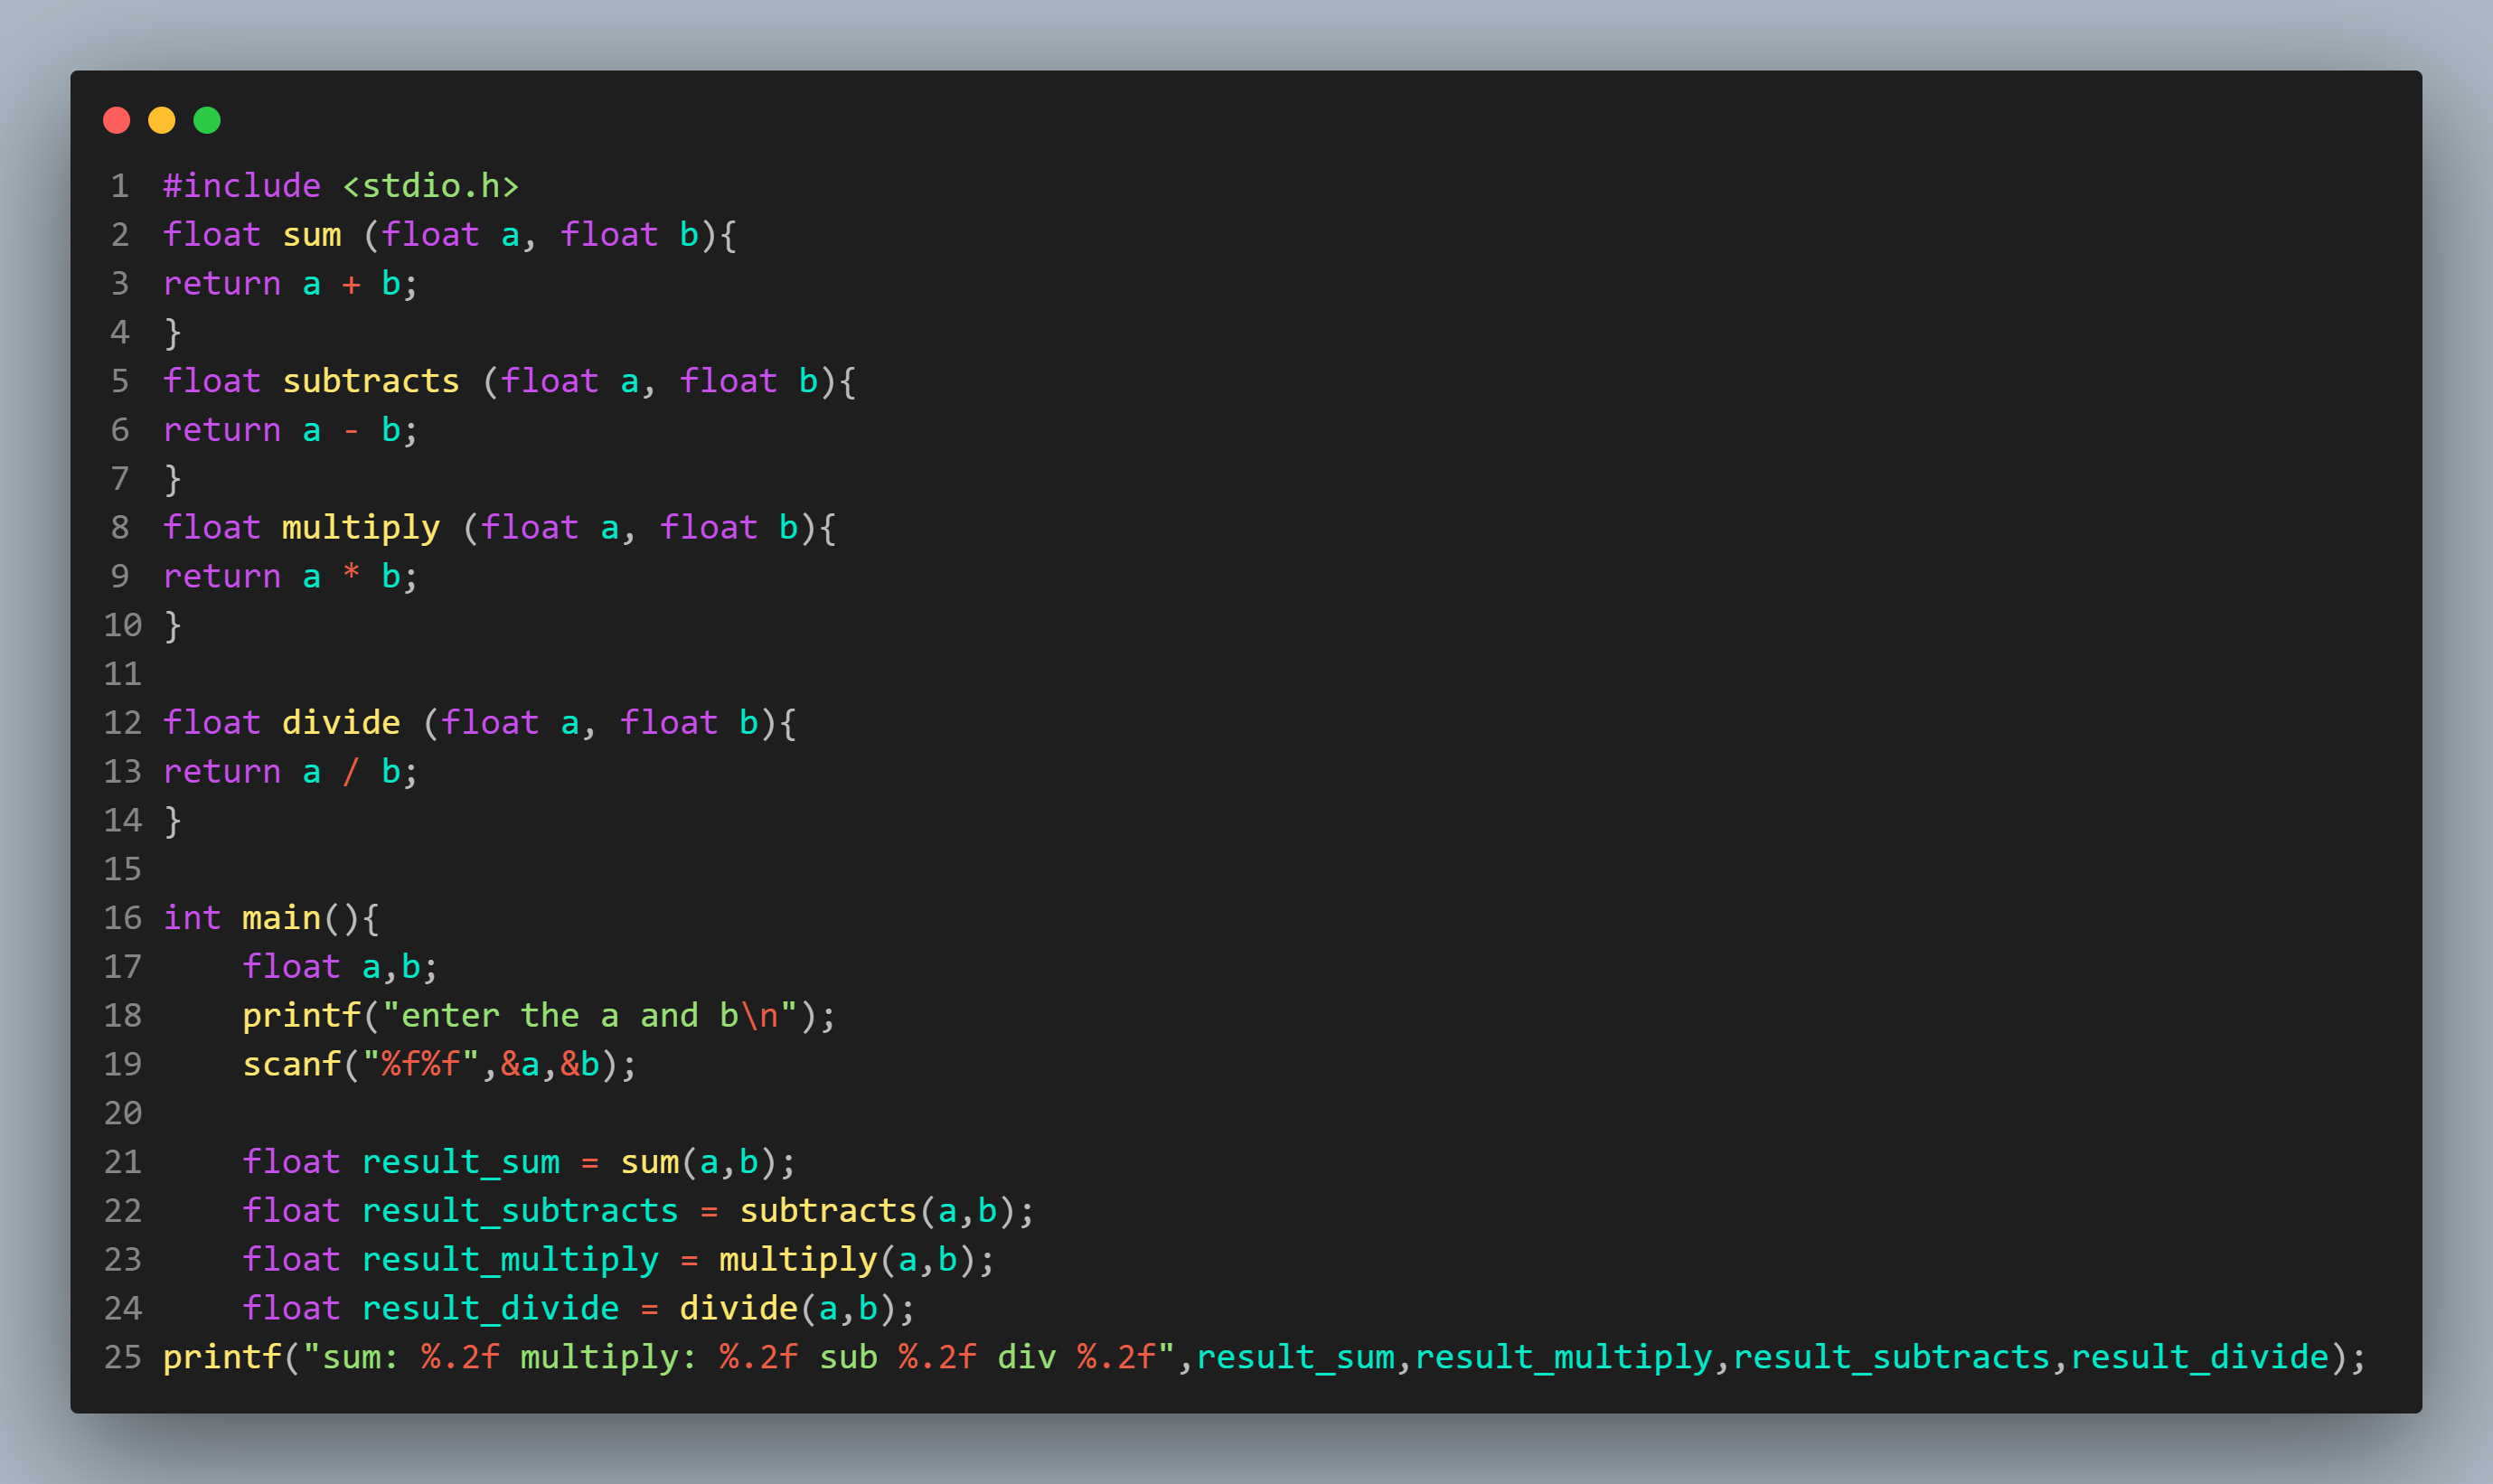 1 #include <stdio.h>
2 float sum (float a, float b){
3 return a + b;
4 }
5 float subtracts (float a, float b){
6 return a - b;
7 }
8 float multiply (float a, float b){
9 return a * b;
10 }
11
12 float divide (float a, float b){
13 return a / b;
14 }
15
16 int main(){
17     float a,b;
18     printf("enter the a and b\n");
19     scanf("%f%f",&a,&b);
20
21     float result_sum = sum(a,b);
22     float result_subtracts = subtracts(a,b);
23     float result_multiply = multiply(a,b);
24     float result_divide = divide(a,b);
25 printf("sum: %.2f multiply: %.2f sub %.2f div %.2f",result_sum,result_multiply,result_subtracts,result_divide);